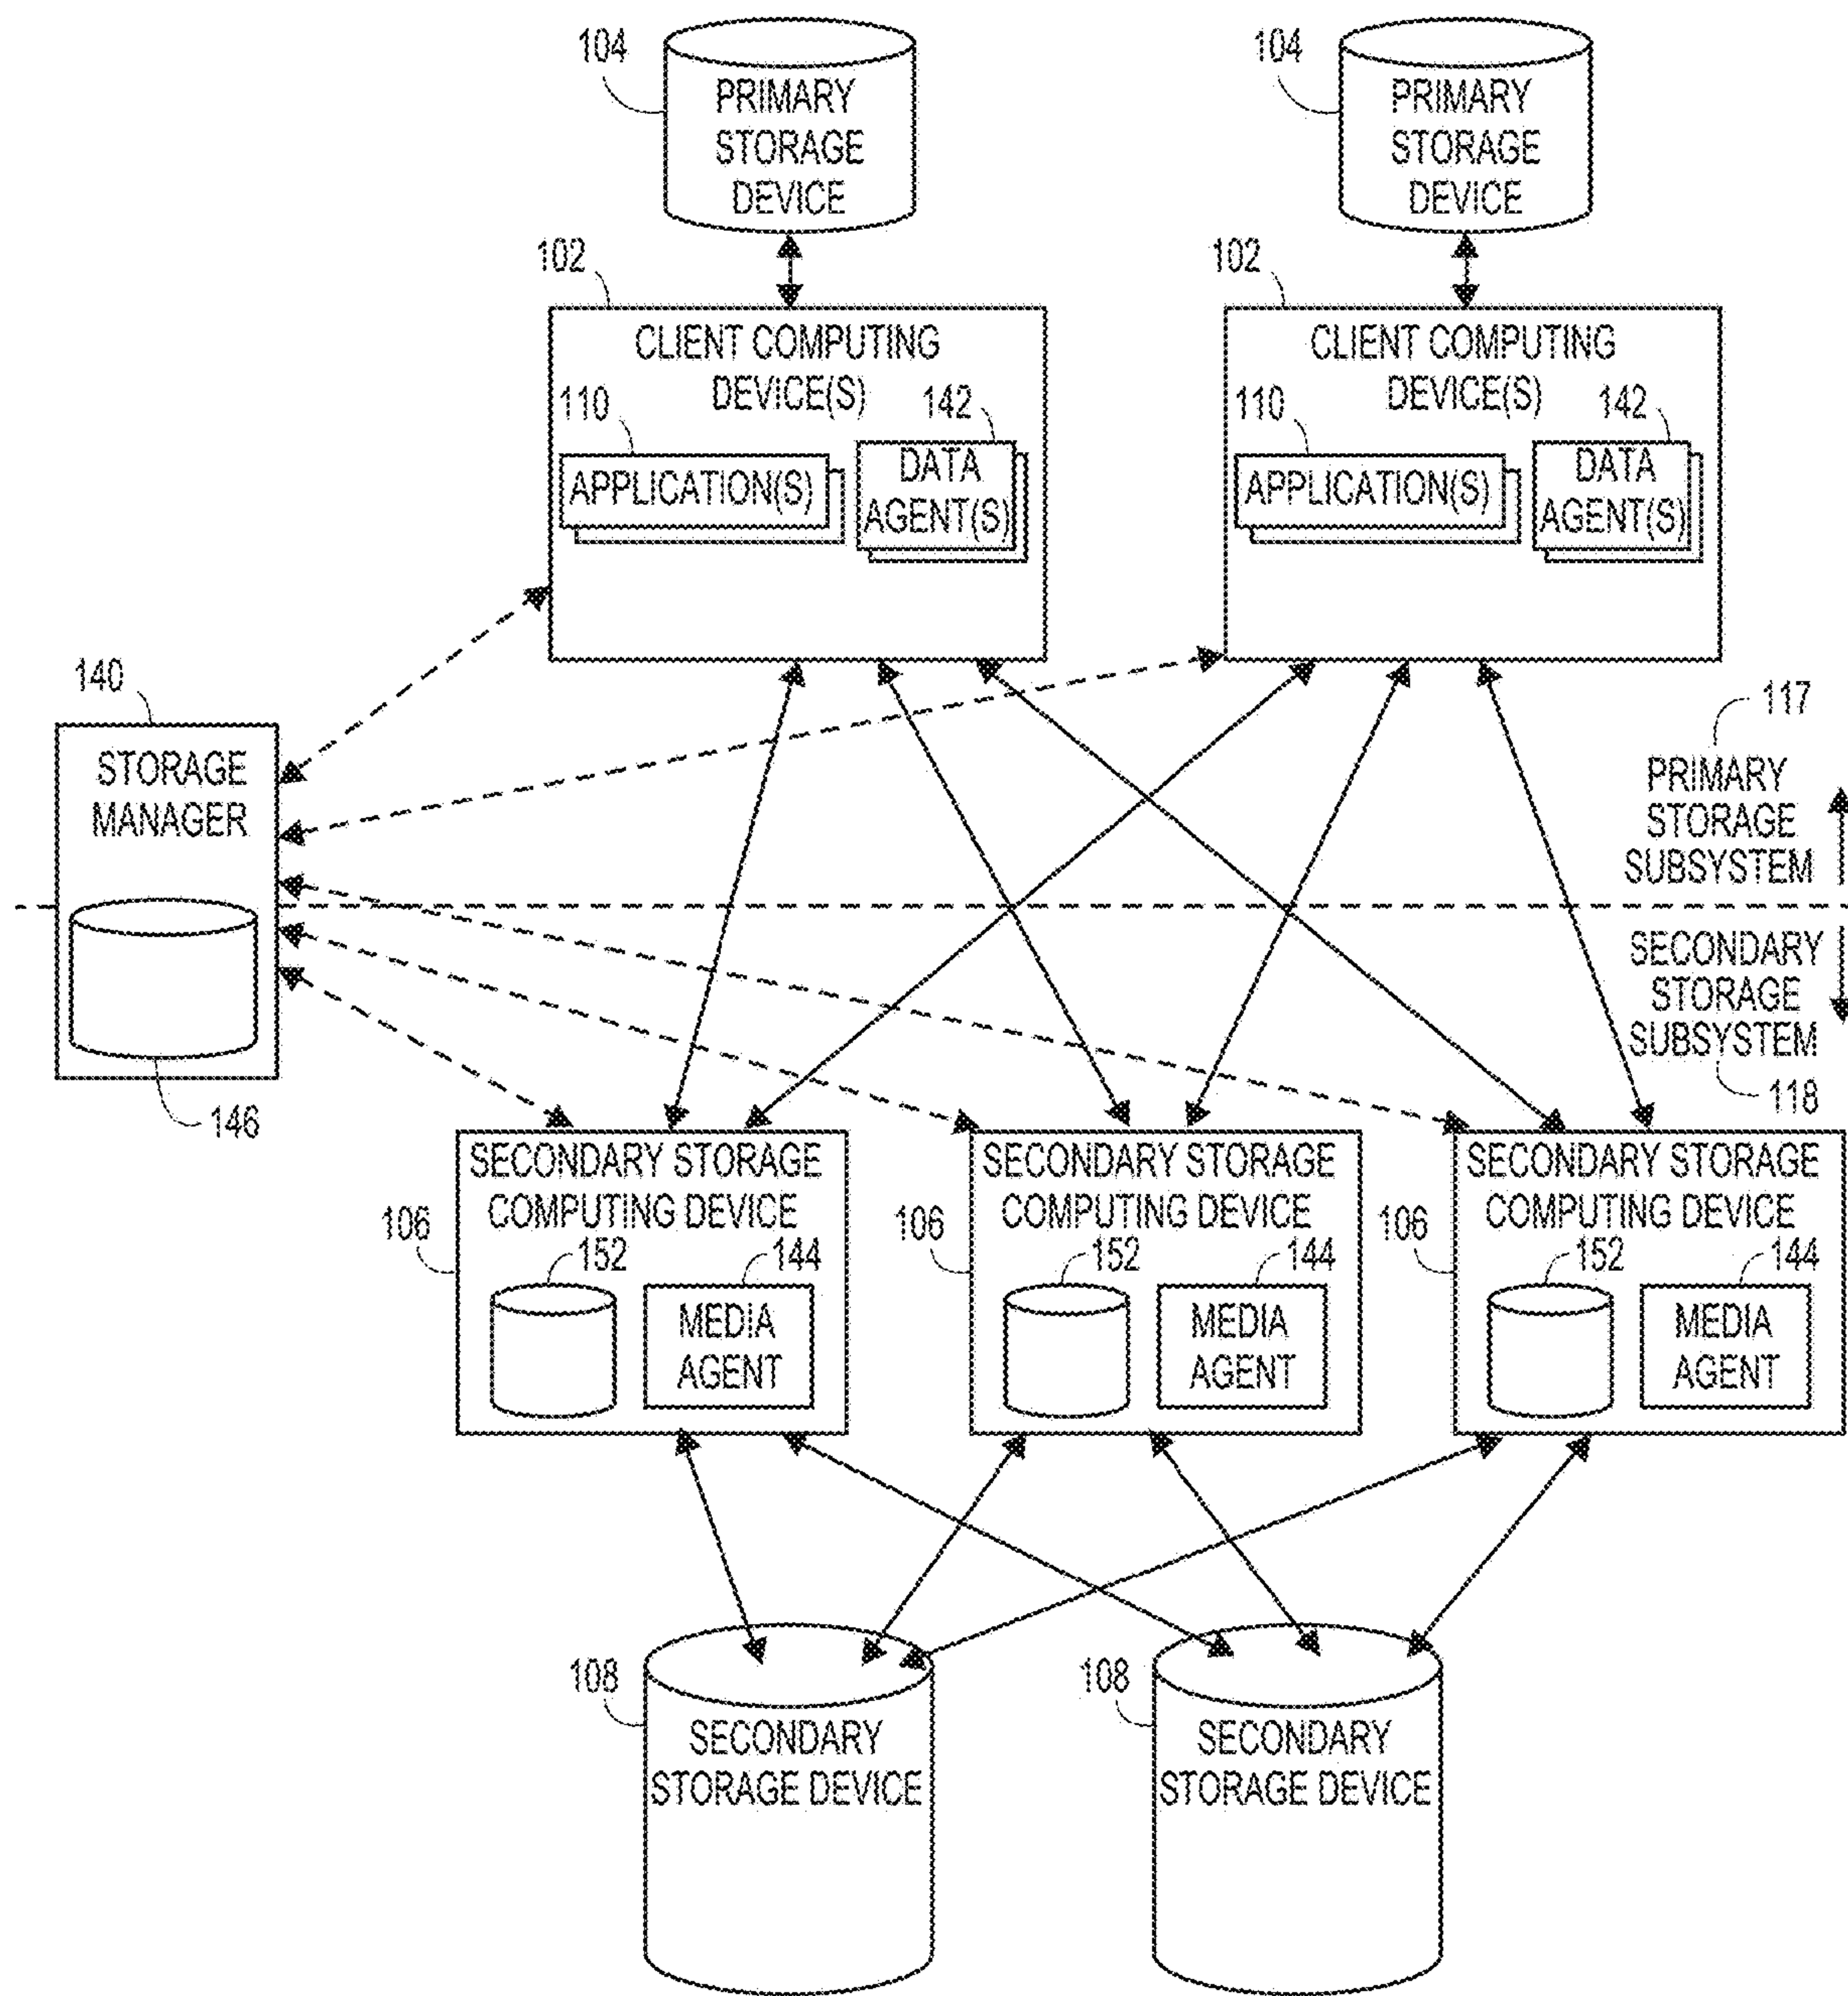 104
PRIMARY
STORAGE
DEVICE
104
PRIMARY
STORAGE
DEVICE
102
CLIENT COMPUTING
DEVICE(S)
110
142
APPLICATION(S)
DATA
AGENT(S)
102
CLIENT COMPUTING
DEVICE(S)
110
142
APPLICATION(S)
DATA
AGENT(S)
140
STORAGE
MANAGER
146
117
PRIMARY
STORAGE
SUBSYSTEM
SECONDARY
STORAGE
SUBSYSTEM
118
SECONDARY STORAGE
COMPUTING DEVICE
106
152
144
MEDIA
AGENT
SECONDARY STORAGE
COMPUTING DEVICE
106
152
144
MEDIA
AGENT
SECONDARY STORAGE
COMPUTING DEVICE
106
152
144
MEDIA
AGENT
108
SECONDARY
STORAGE DEVICE
108
SECONDARY
STORAGE DEVICE